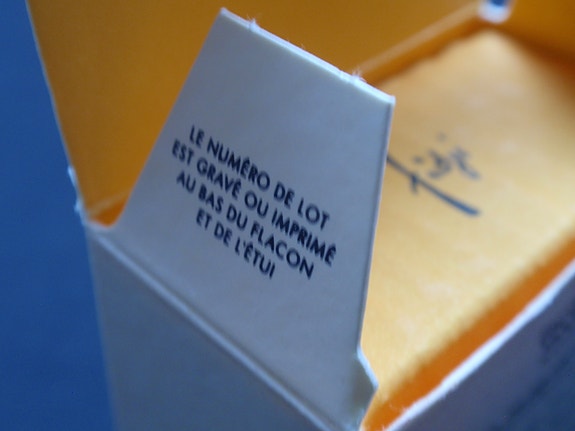 LE NUMÉRO DE LOT
EST GRAVÉ OU IMPRIMÉ
AU BAS DU FLACON
ET DE L'ÉTUI